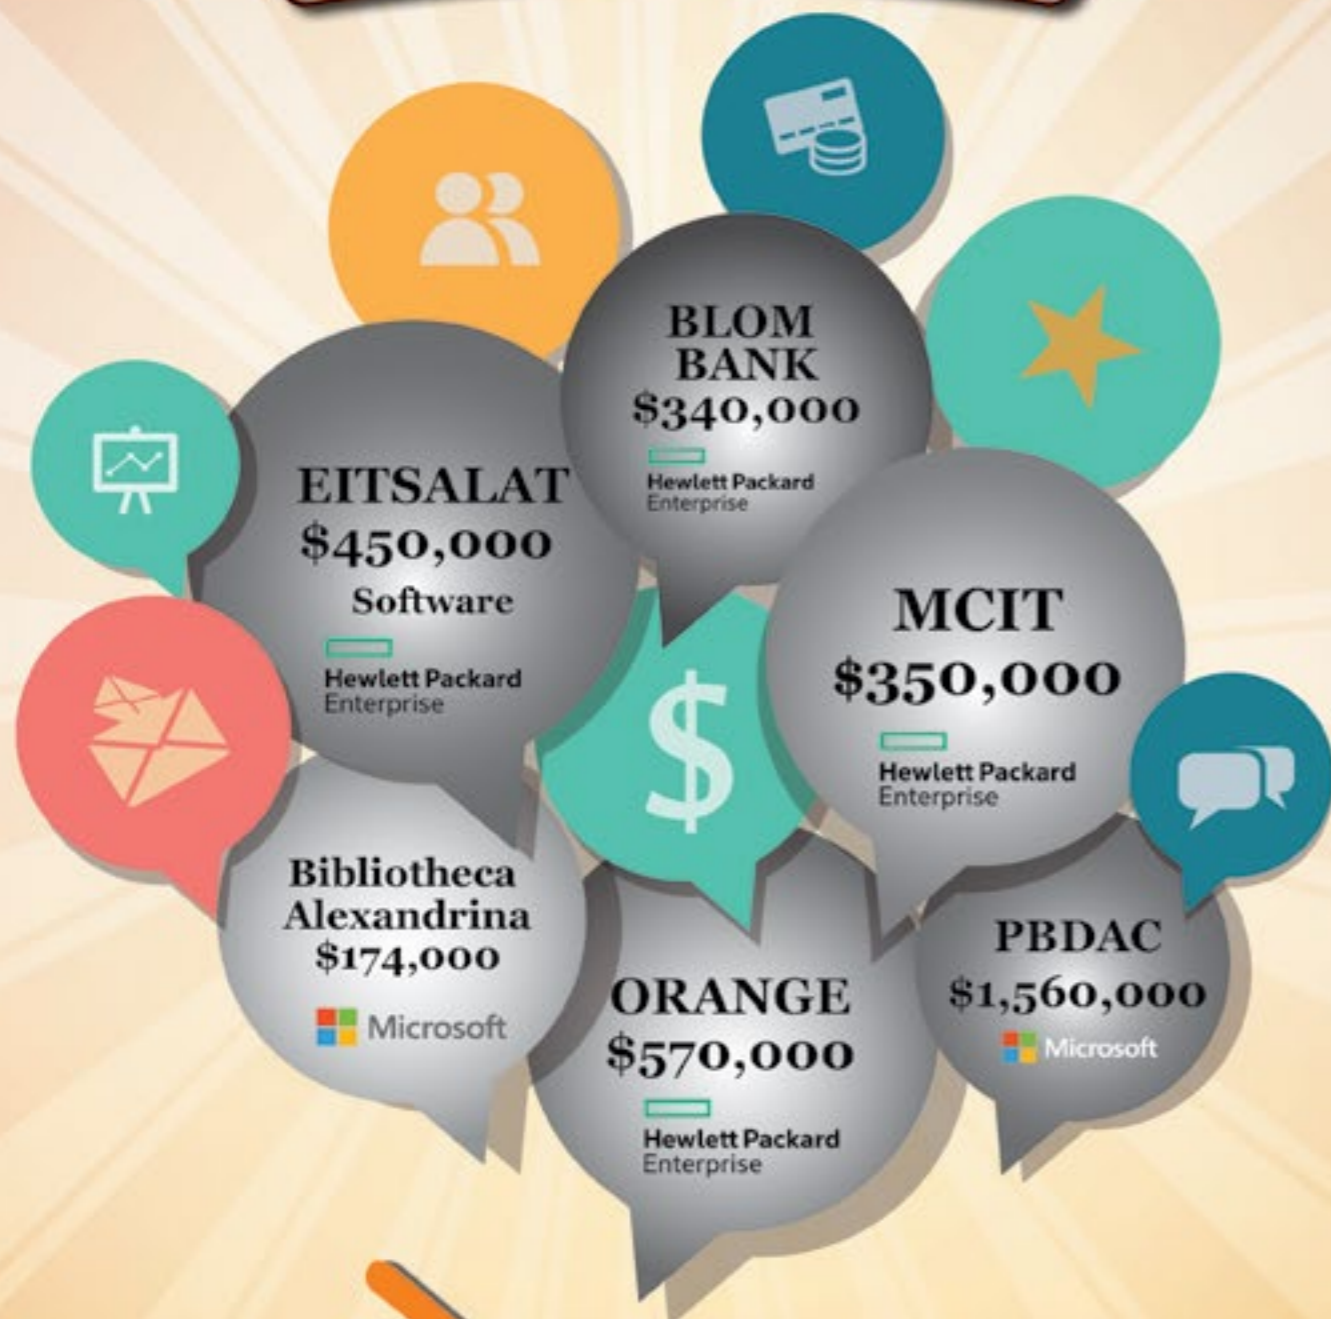 BLOM
BANK
$340,000
Hewlett Packard
Enterprise
EITSALAT
$450,000
Software
Hewlett Packard
Enterprise
MCIT
$350,000
Hewlett Packard
Enterprise
$
Bibliotheca
Alexandrina
$174,000
Microsoft
ORANGE
$570,000
Hewlett Packard
Enterprise
PBDAC
$1,560,000
Microsoft